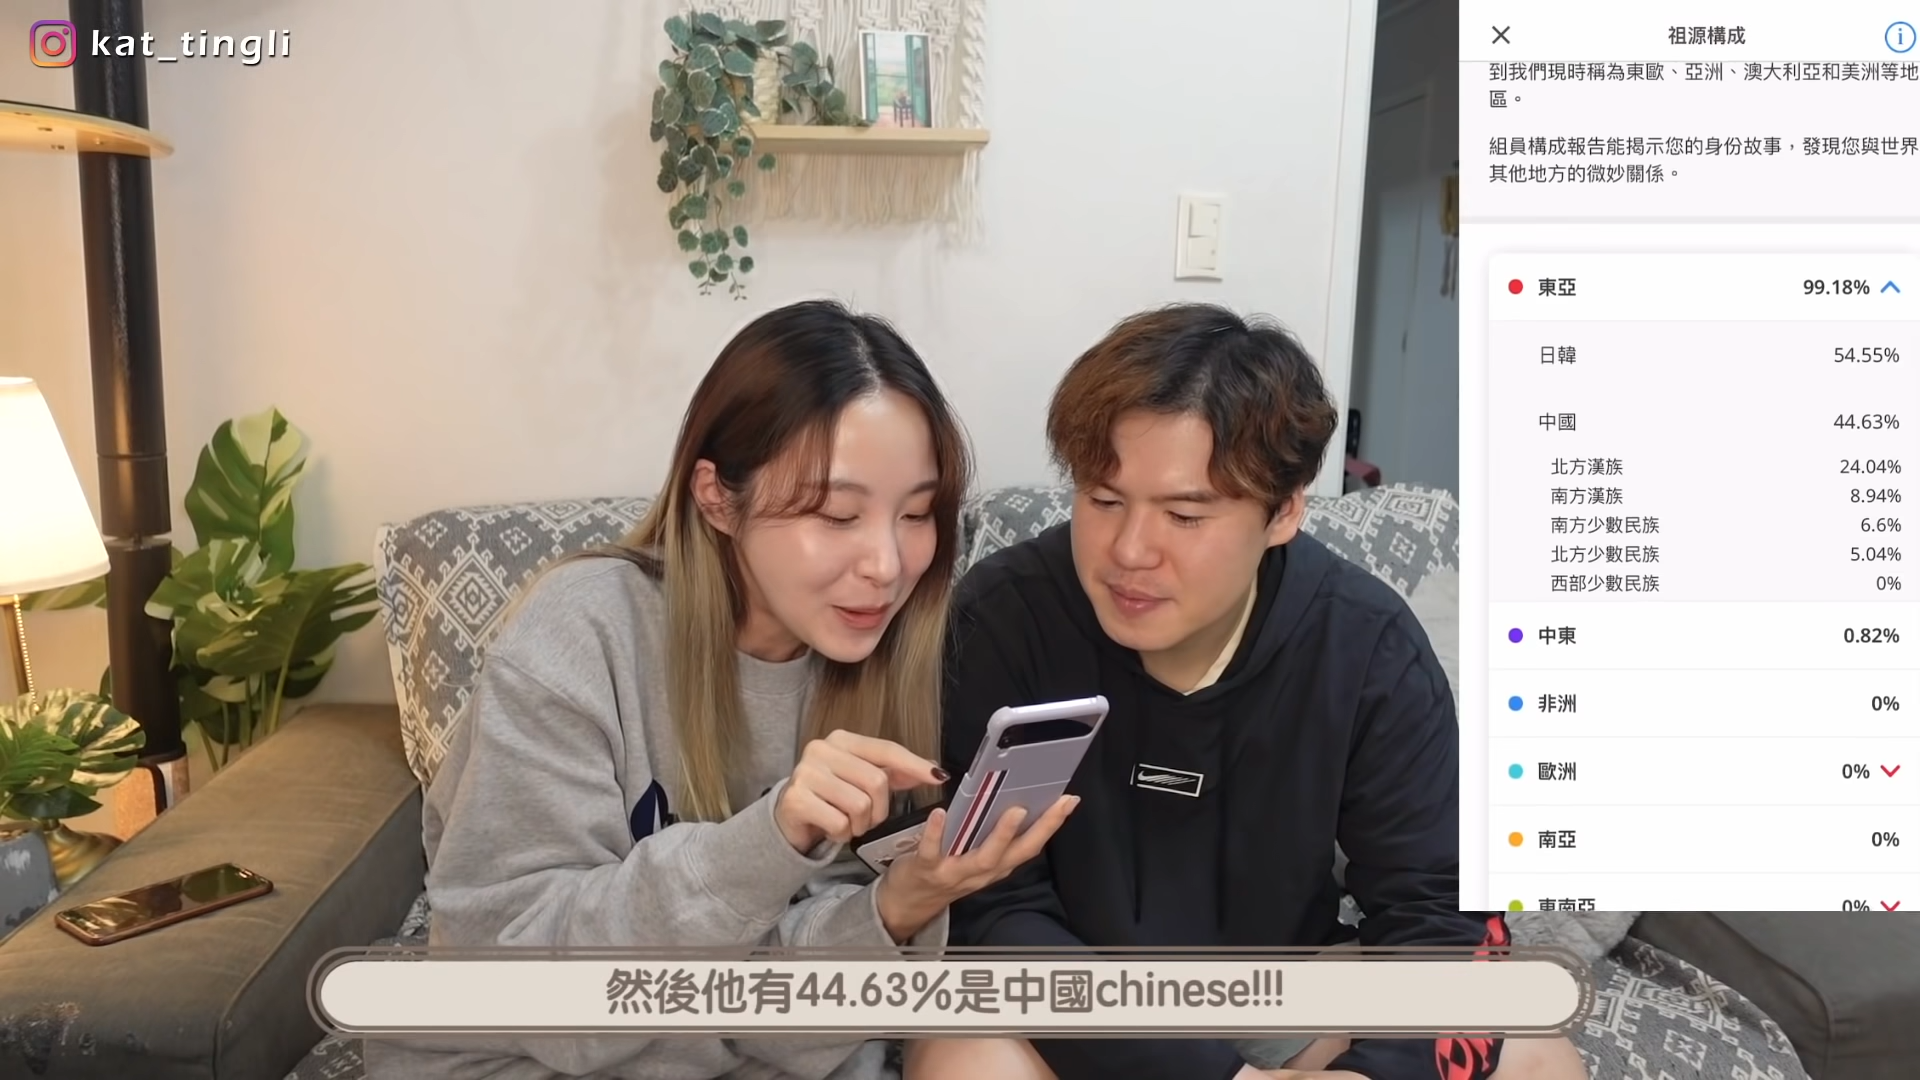 kat_tingli
祖源構成
到我們現時稱為東歐、亞洲、澳大利亞和美洲等地
區。
組員構成報告能揭示您的身份故事，發現您與世界
其他地方的微妙關係。
東亞 99.18%
日韓 54.55%
中國 44.63%
北方漢族 24.04%
南方漢族 8.94%
南方少數民族 6.6%
北方少數民族 5.04%
西部少數民族 0%
中東 0.82%
非洲 0%
歐洲 0%
南亞 0%
東南亞 0%
然後他有44.63%是中國chinese!!!